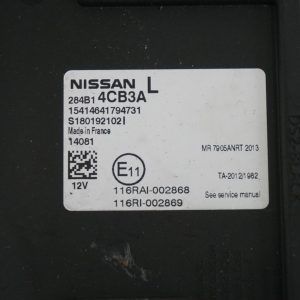 NISSAN L
284B1 4CB3A
15414641794731
S180192102I
Made in France
14081
MR 7905ANRT 2013
E11
12V
TA-2012/1982
116RAI-002868
See service manual
116RI-002869